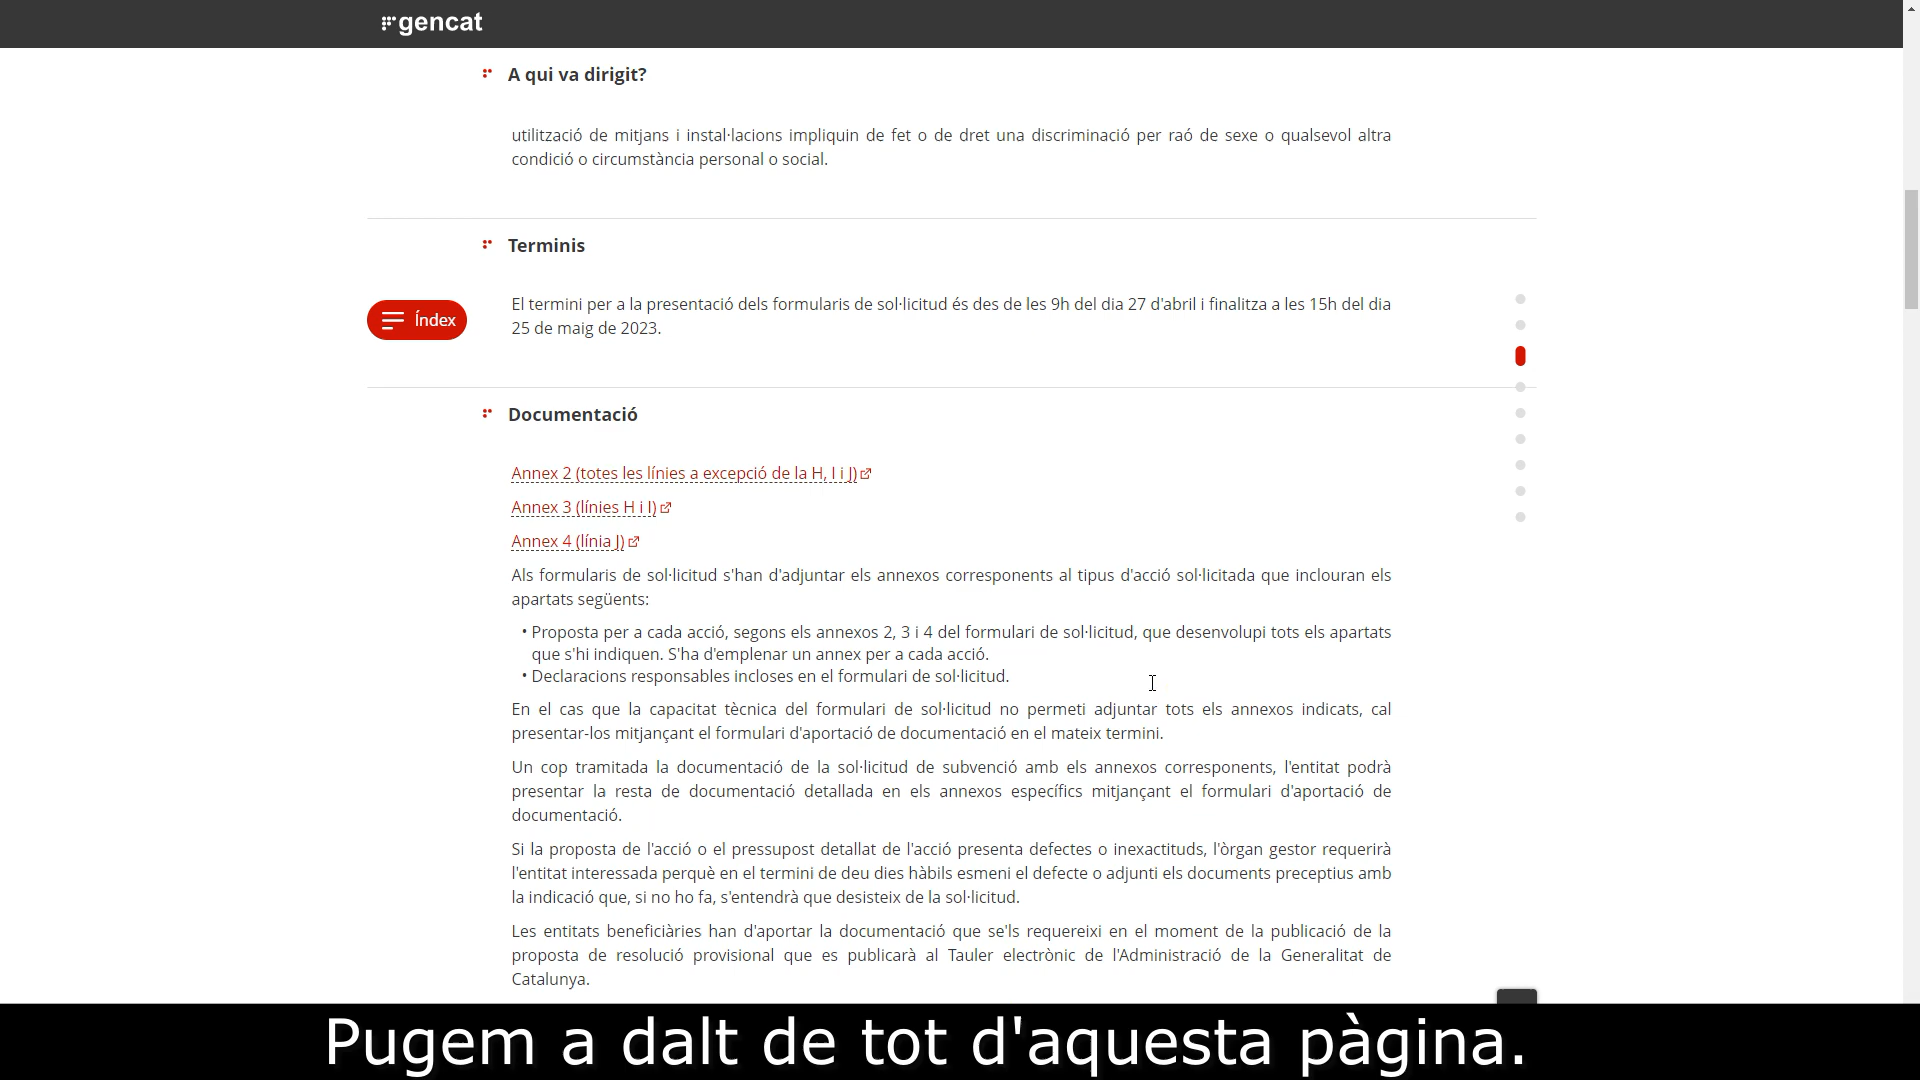 gencat
A qui va dirigit?
utilització de mitjans i instal·lacions impliquin de fet o de dret una discriminació per raó de sexe o qualsevol altra
condició o circumstància personal o social.
Terminis
Índex
El termini per a la presentació dels formularis de sol·licitud és des de les 9h del dia 27 d'abril i finalitza a les 15h del dia
25 de maig de 2023.
Documentació
Annex 2 (totes les línies a excepció de la H, I i J)
Annex 3 (línies H i I)
Annex 4 (línia J)
Als formularis de sol·licitud s'han d'adjuntar els annexos corresponents al tipus d'acció sol·licitada que inclouran els
apartats següents:
• Proposta per a cada acció, segons els annexos 2, 3 i 4 del formulari de sol·licitud, que desenvolupi tots els apartats
que s'hi indiquen. S'ha d'emplenar un annex per a cada acció.
• Declaracions responsables incloses en el formulari de sol·licitud.
En el cas que la capacitat tècnica del formulari de sol·licitud no permeti adjuntar tots els annexos indicats, cal
presentar-los mitjançant el formulari d'aportació de documentació en el mateix termini.
Un cop tramitada la documentació de la sol·licitud de subvenció amb els annexos corresponents, l'entitat podrà
presentar la resta de documentació detallada en els annexos específics mitjançant el formulari d'aportació de
documentació.
Si la proposta de l'acció o el pressupost detallat de l'acció presenta defectes o inexactituds, l'òrgan gestor requerirà
l'entitat interessada perquè en el termini de deu dies hàbils esmeni el defecte o adjunti els documents preceptius amb
la indicació que, si no ho fa, s'entendrà que desisteix de la sol·licitud.
Les entitats beneficiàries han d'aportar la documentació que se'ls requereixi en el moment de la publicació de la
proposta de resolució provisional que es publicarà al Tauler electrònic de l'Administració de la Generalitat de
Catalunya.
Pugem a dalt de tot d'aquesta pàgina.